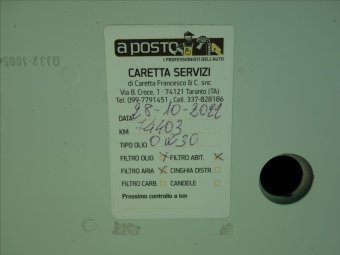 a posto
I PROFESSIONISTI DELL'AUTO
CARETTA SERVIZI
di Caretta Francesco & C. snc
Via B. Croce, 1 - 74121 Taranto (TA)
Tel. 099-7791451 - Cell. 337-828186
DATA 28-10-2021
KM 74403
TIPO OLIO 0W30
FILTRO OLIO FILTRO ABIT.
FILTRO ARIA CINGHIA DISTR.
FILTRO CARB. CANDELE
Prossimo controllo a km